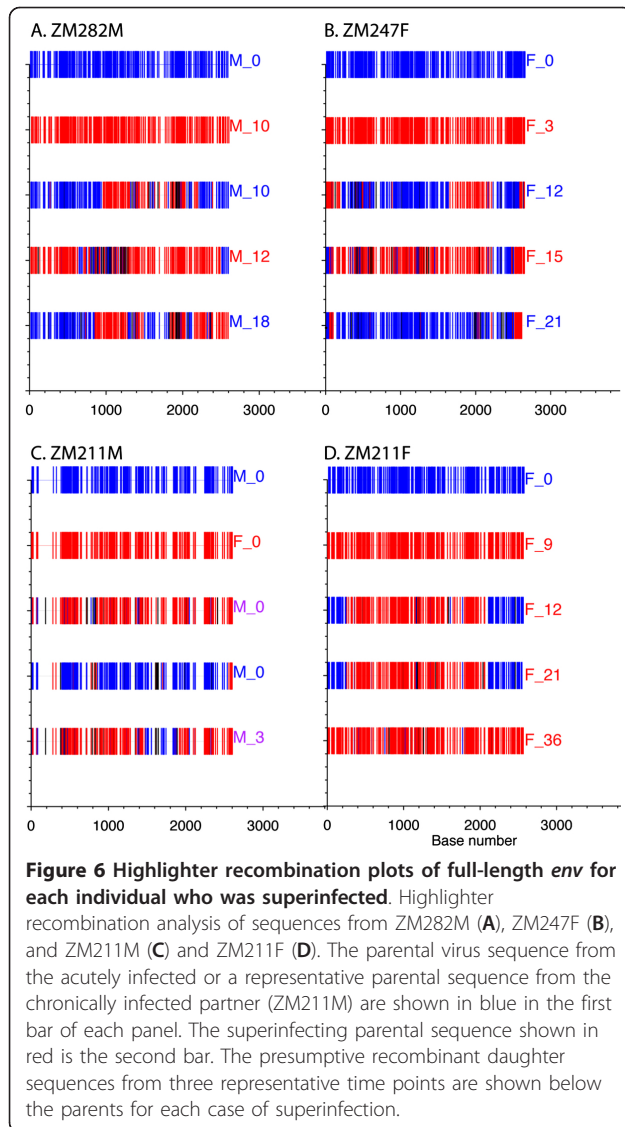 A. ZM282M
M_0
M_10
M_10
M_12
M_18
0 1000 2000 3000
B. ZM247F
F_0
F_3
F_12
F_15
F_21
0 1000 2000 3000
C. ZM211M
M_0
F_0
M_0
M_0
M_3
0 1000 2000 3000
D. ZM211F
F_0
F_9
F_12
F_21
F_36
0 1000 2000 3000
Base number
Figure 6 Highlighter recombination plots of full-length env for
each individual who was superinfected. Highlighter
recombination analysis of sequences from ZM282M (A), ZM247F (B),
and ZM211M (C) and ZM211F (D). The parental virus sequence from
the acutely infected or a representative parental sequence from the
chronically infected partner (ZM211M) are shown in blue in the first
bar of each panel. The superinfecting parental sequence shown in
red is the second bar. The presumptive recombinant daughter
sequences from three representative time points are shown below
the parents for each case of superinfection.